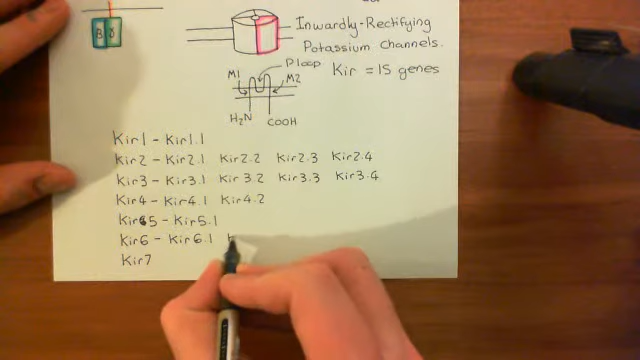 B
Inwardly-Rectifying
Potassium channels.
Kir = 15 genes
P loop
M1
M2
H₂N
COOH
Kir1 - Kir1.1
Kir2 - Kir2.1 Kir2.2 Kir2.3 Kir2.4
Kir3 - Kir3.1 Kir3.2 Kir3.3 Kir3.4
Kir4 - Kir4.1 Kir4.2
Kir5 - Kir5.1
Kir6 - Kir6.1 K
Kir7